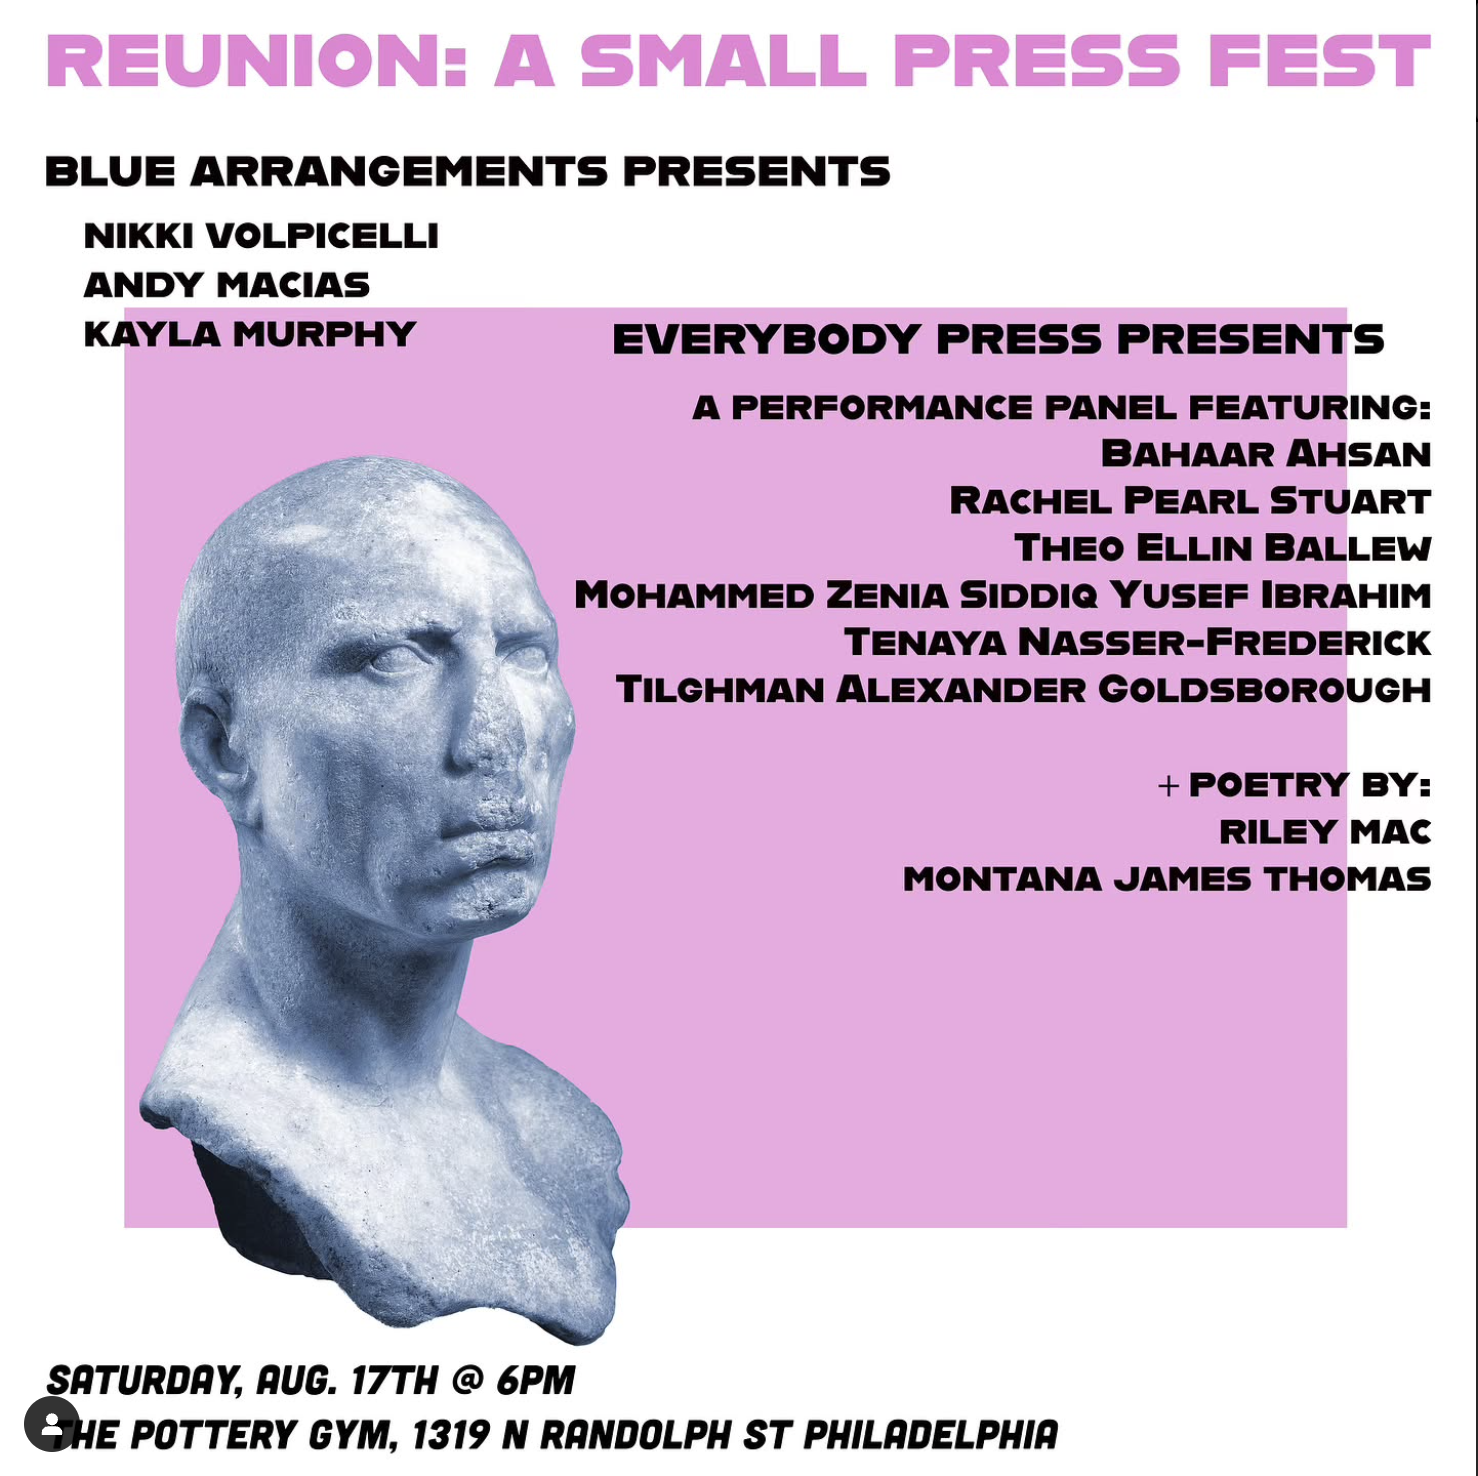 REUNION: A SMALL PRESS FEST
BLUE ARRANGEMENTS PRESENTS
NIKKI VOLPICELLI
ANDY MACIAS
KAYLA MURPHY
EVERYBODY PRESS PRESENTS
A PERFORMANCE PANEL FEATURING:
BAHAAR AHSAN
RACHEL PEARL STUART
THEO ELLIN BALLEW
MOHAMMED ZENIA SIDDIQ YUSEF IBRAHIM
TENAYA NASSER-FREDERICK
TILGHMAN ALEXANDER GOLDSBOROUGH
+ POETRY BY:
RILEY MAC
MONTANA JAMES THOMAS
SATURDAY, AUG. 17TH @ 6PM
THE POTTERY GYM, 1319 N RANDOLPH ST PHILADELPHIA